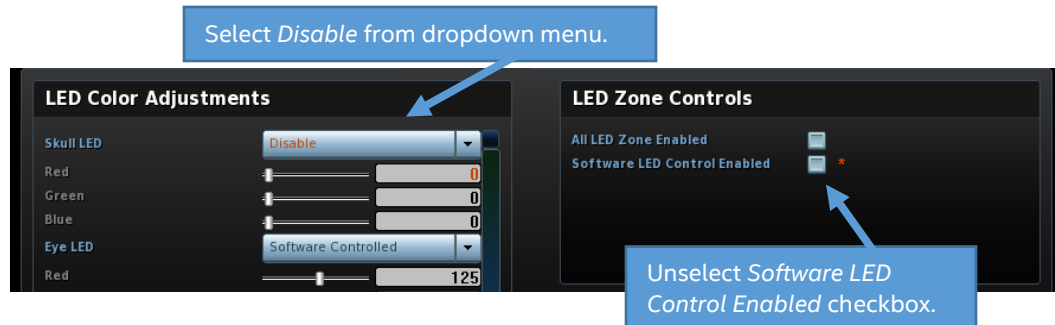 Select Disable from dropdown menu.
LED Color Adjustments
Skull LED
Disable
Red
0
Green
0
Blue
0
Eye LED
Software Controlled
Red
125
LED Zone Controls
All LED Zone Enabled
Software LED Control Enabled *
Unselect Software LED
Control Enabled checkbox.